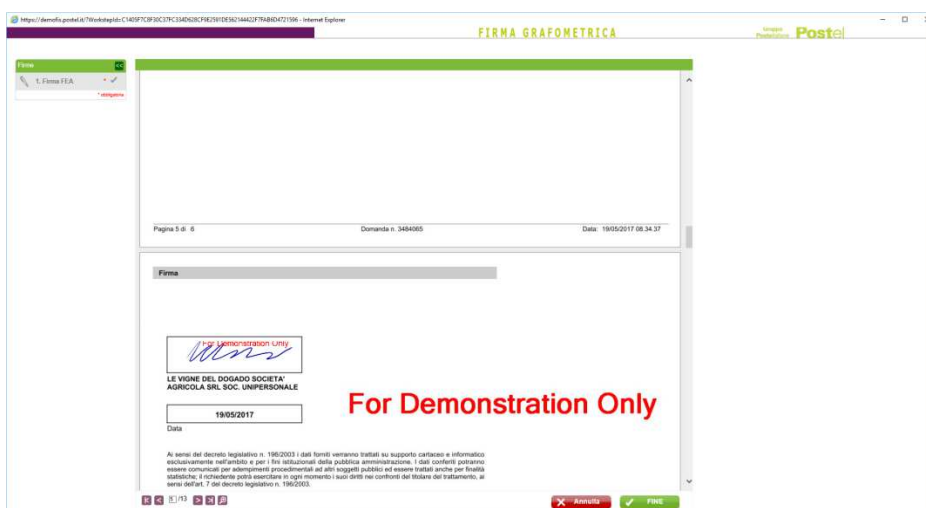 https://demofis.postel.it/?WorkstepId=C1405F7C8F30C37FC334D628CF8E2501DE562144422F7FAB6D4721596 - Internet Explorer
FIRMA GRAFOMETRICA
Gruppo
Posteitaliane
Postel
Firma
<<
1. Firma FEA *
* obbligatoria
Pagina 5 di 6 Domanda n. 3484065 Data: 19/05/2017 08.34.37
Firma
For Demonstration Only
LE VIGNE DEL DOGADO SOCIETA'
AGRICOLA SRL SOC. UNIPERSONALE
For Demonstration Only
19/05/2017
Data
Ai sensi del decreto legislativo n. 196/2003 i dati forniti verranno trattati su supporto cartaceo e informatico
esclusivamente nell'ambito e per i fini istituzionali della pubblica amministrazione. I dati conferiti potranno
essere comunicati per adempimenti procedimentali ad altri soggetti pubblici ed essere trattati anche per finalità
statistiche; il richiedente potrà esercitare in ogni momento i suoi diritti nei confronti del titolare del trattamento, ai
sensi dell'art. 7 del decreto legislativo n. 196/2003.
/13
Annulla
FINE